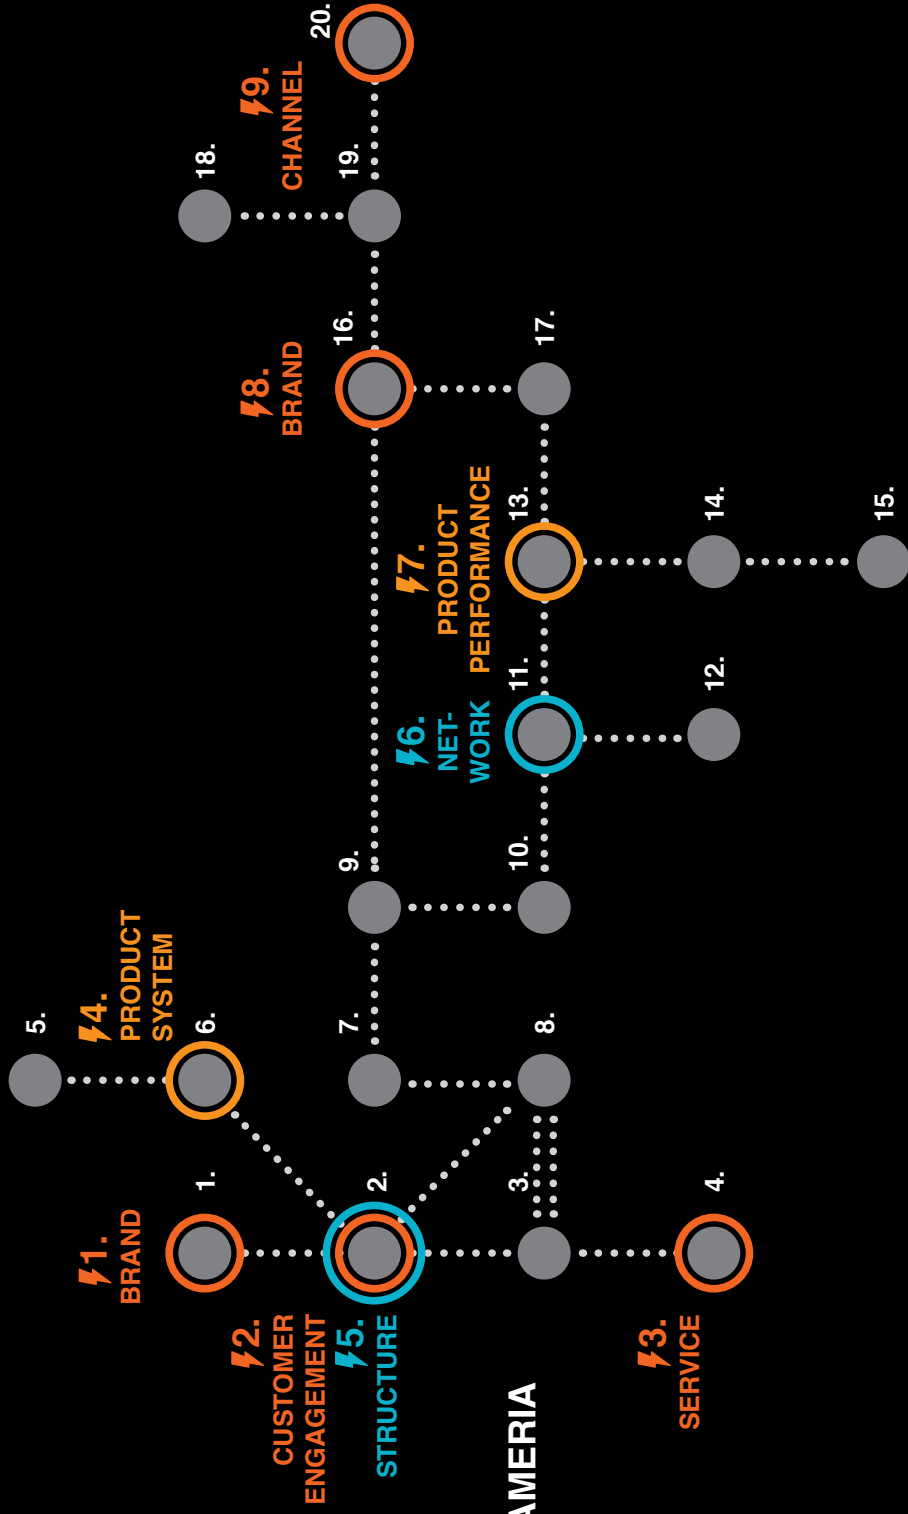 5.
1.
BRAND
4.
PRODUCT
SYSTEM
1.
6.
18.
2.
CUSTOMER
ENGAGEMENT
8.
BRAND
9.
CHANNEL
20.
5.
STRUCTURE
2.
7.
9.
16.
19.
6.
NET-
WORK
7.
PRODUCT
PERFORMANCE
AMERIA
3.
8.
10.
11.
13.
17.
3.
SERVICE
4.
12.
14.
15.